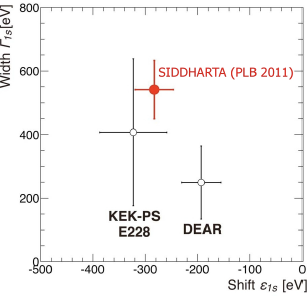 800
600
400
200
0
Width Γ1s [eV]
SIDDHARTA (PLB 2011)
KEK-PS
E228
DEAR
-500 -400 -300 -200 -100 0
Shift ε1s [eV]